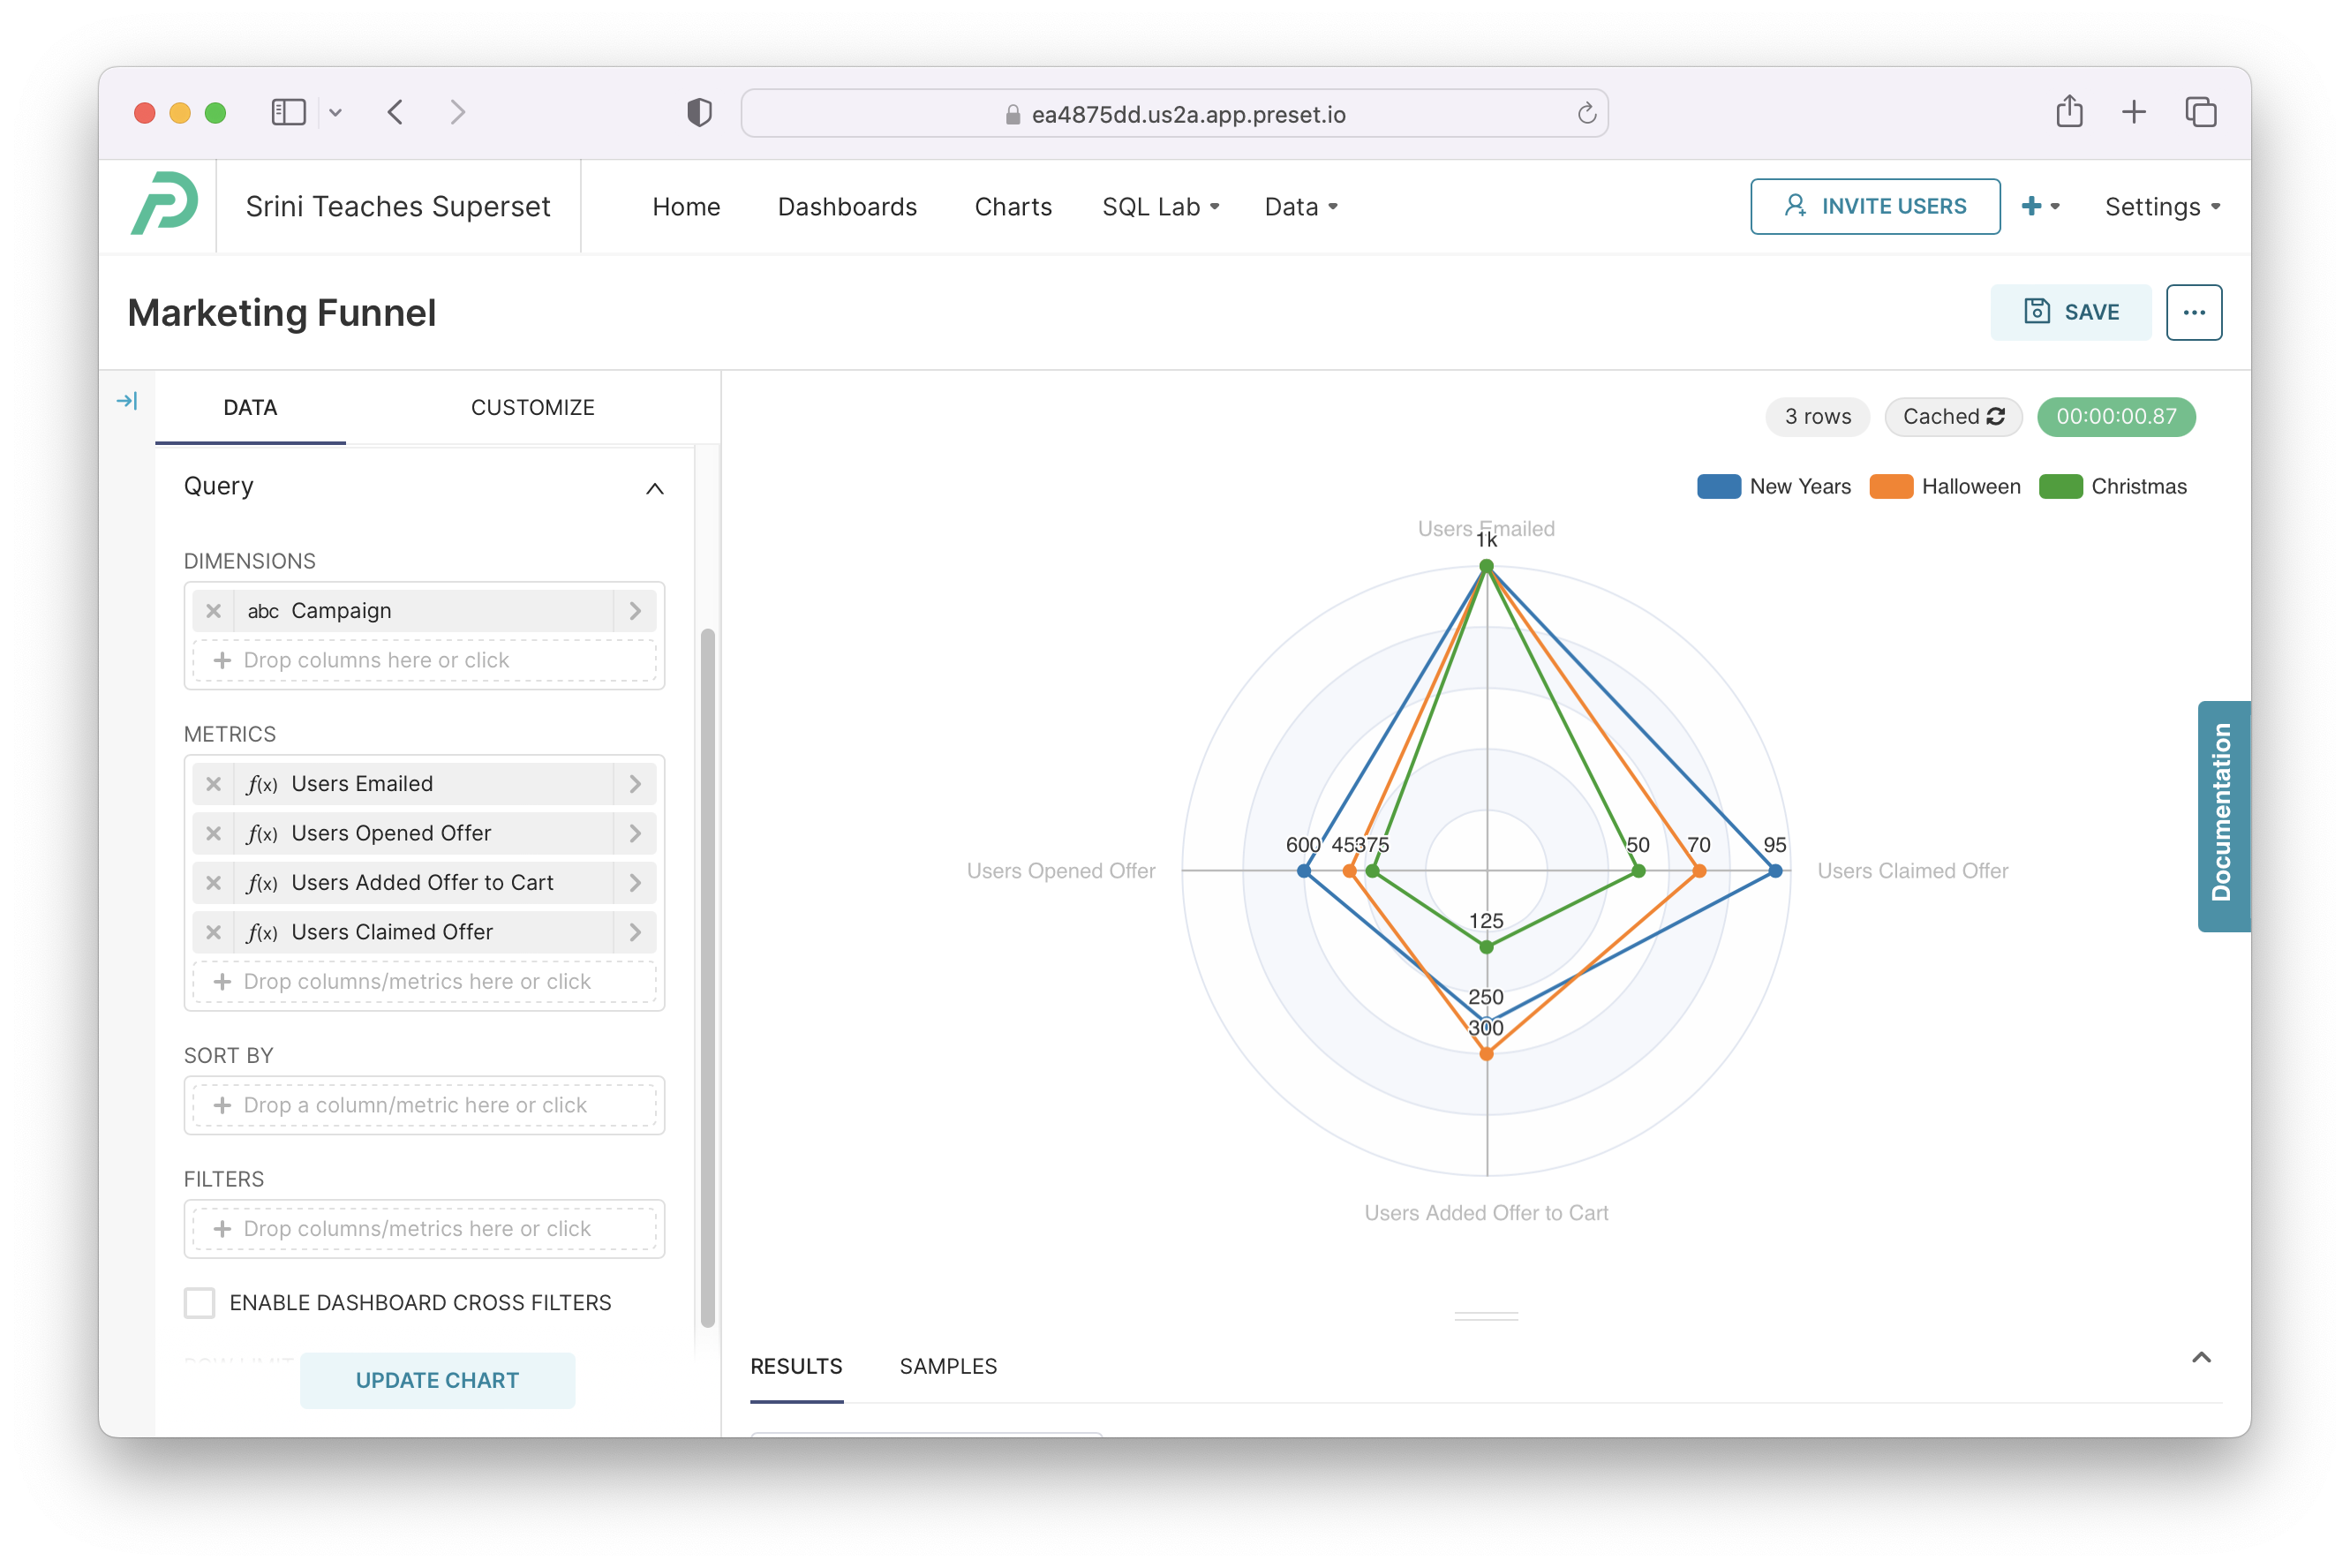 ea4875dd.us2a.app.preset.io
Srini Teaches Superset
Home
Dashboards
Charts
SQL Lab
Data
INVITE USERS
Settings
Marketing Funnel
SAVE
DATA
CUSTOMIZE
3 rows
Cached
00:00:00.87
Query
New Years
Halloween
Christmas
DIMENSIONS
abc Campaign
Drop columns here or click
METRICS
f(x) Users Emailed
f(x) Users Opened Offer
f(x) Users Added Offer to Cart
f(x) Users Claimed Offer
Drop columns/metrics here or click
SORT BY
Drop a column/metric here or click
FILTERS
Drop columns/metrics here or click
ENABLE DASHBOARD CROSS FILTERS
ROW LIMIT
UPDATE CHART
Users Emailed
1k
600
375
50
70
95
Users Opened Offer
Users Claimed Offer
125
250
300
Users Added Offer to Cart
Documentation
RESULTS
SAMPLES